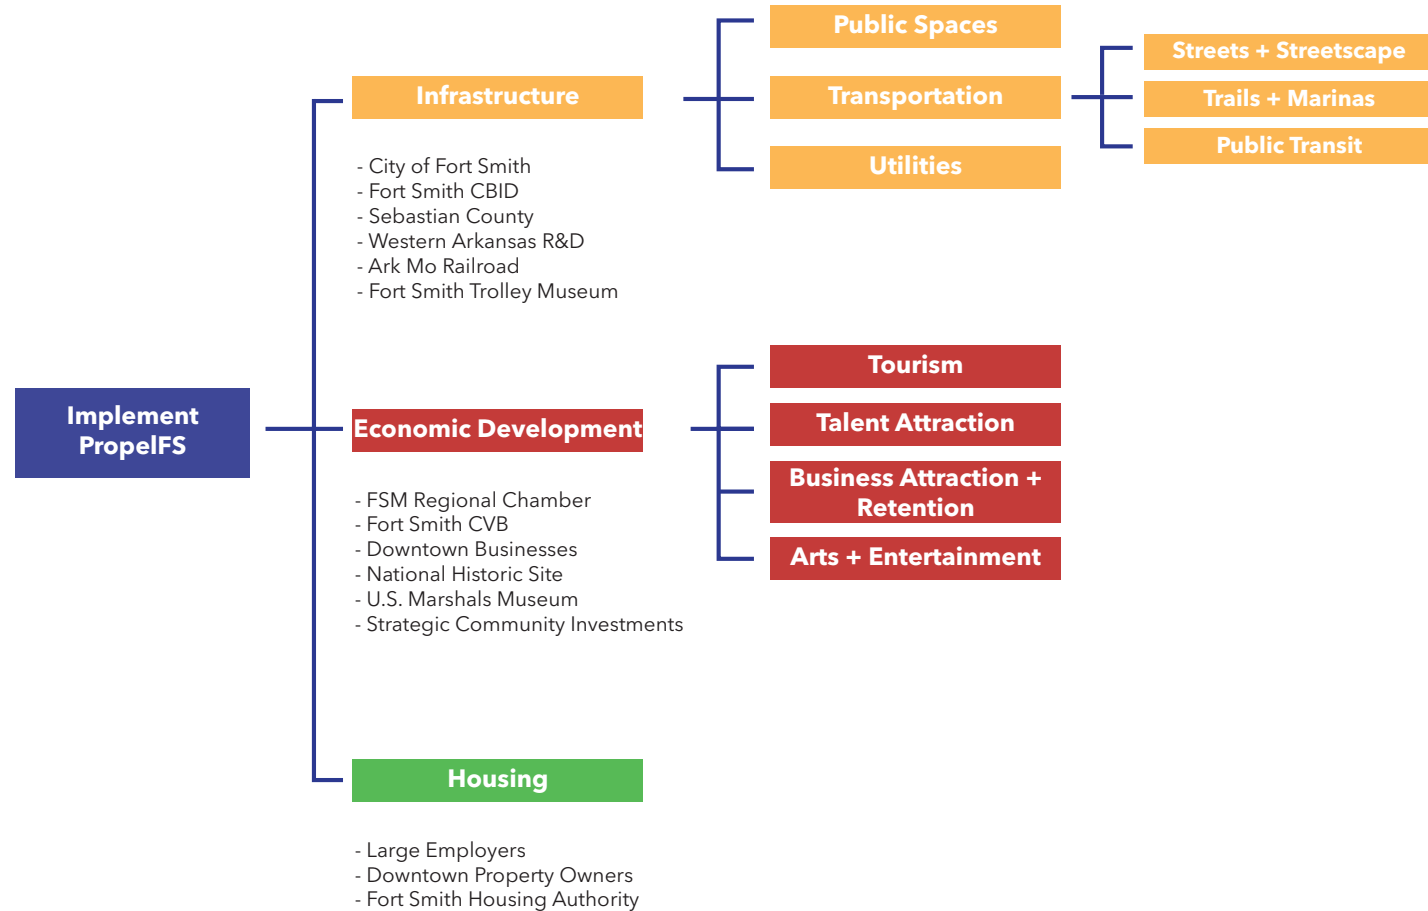 Implement
PropelFS
Infrastructure
- City of Fort Smith
- Fort Smith CBID
- Sebastian County
- Western Arkansas R&D
- Ark Mo Railroad
- Fort Smith Trolley Museum
Public Spaces
Transportation
Utilities
Streets + Streetscape
Trails + Marinas
Public Transit
Economic Development
- FSM Regional Chamber
- Fort Smith CVB
- Downtown Businesses
- National Historic Site
- U.S. Marshals Museum
- Strategic Community Investments
Tourism
Talent Attraction
Business Attraction +
Retention
Arts + Entertainment
Housing
- Large Employers
- Downtown Property Owners
- Fort Smith Housing Authority